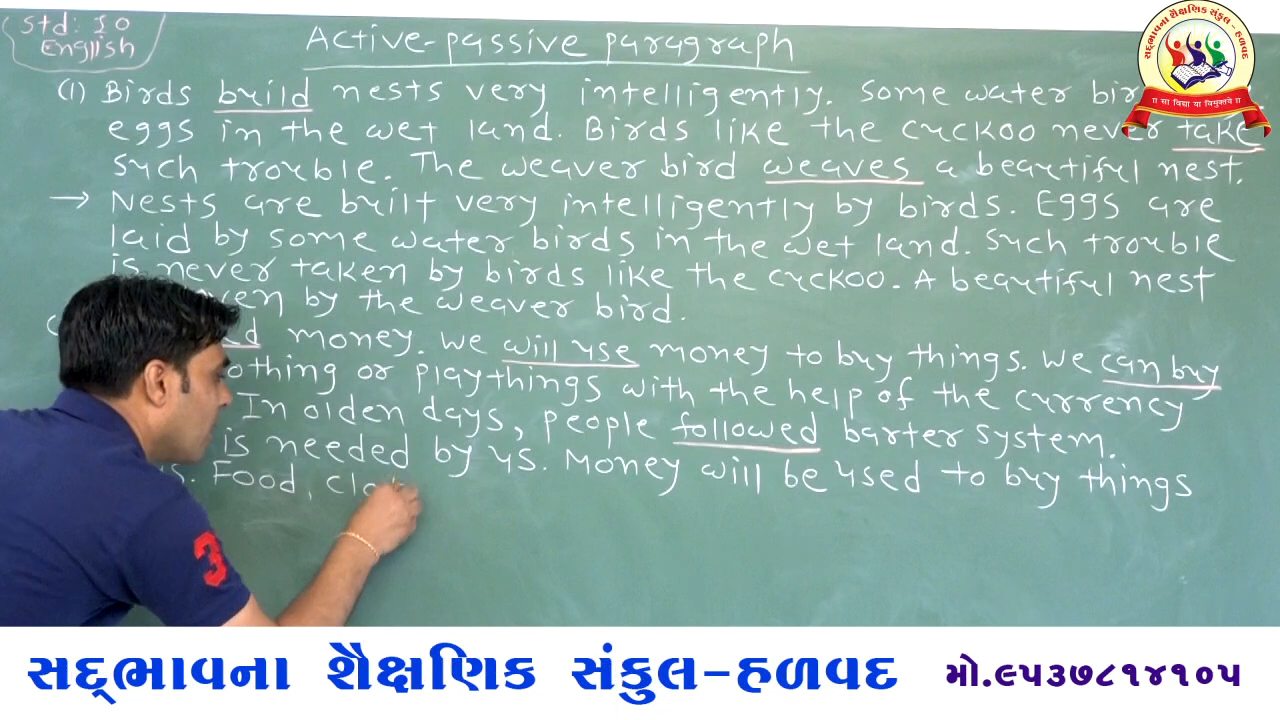 Std: 10
English
Active-passive paragraph
(1) Birds build nests very intelligently. Some water
eggs in the wet land. Birds like the cuckoo never take
such trouble. The weaver bird weaves a beautiful nest.
→ Nests are built very intelligently by birds. Eggs are
laid by some water birds in the wet land. Such trouble
is never taken by birds like the cuckoo. A beautiful nest
by the weaver bird.
money. We will use money to buy things. We can buy
or playthings with the help of the currency
In olden days, people followed barter system.
is needed by us. Money will be used to buy things
Food,
સદ્ભાવના શૈક્ષણિક સંકુલ - હળવદ
॥ सा विद्या या विमुक्तये ॥
સદ્ભાવના શૈક્ષણિક સંકુલ-હળવદ
મો.૯૫૩૭૮૧૪૧૦૫